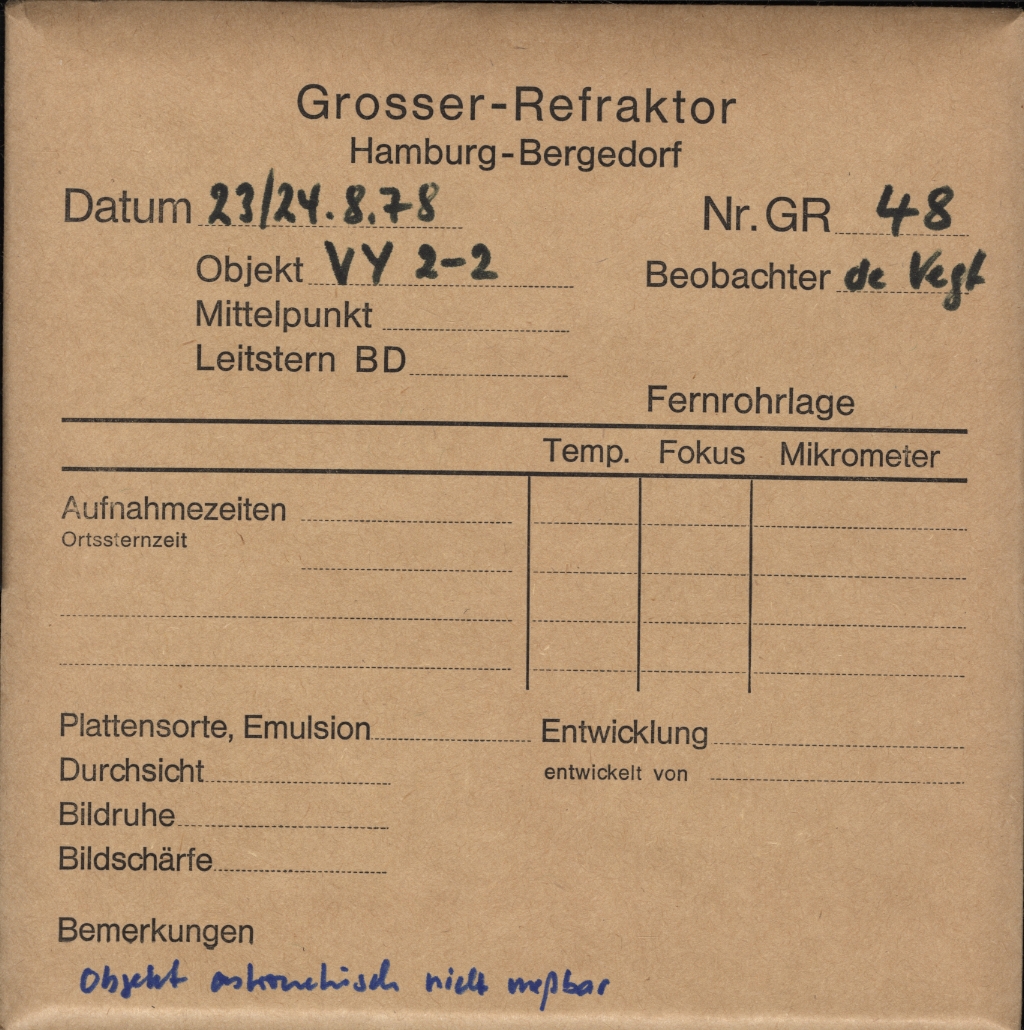 Grosser-Refraktor
Hamburg-Bergedorf
Datum 23/24.8.78 Nr. GR 48
Objekt VY 2-2 Beobachter de Vegt
Mittelpunkt
Leitstern BD
Fernrohrlage
Temp. Fokus Mikrometer
Aufnahmezeiten
Ortssternzeit
Plattensorte, Emulsion Entwicklung
Durchsicht entwickelt von
Bildruhe
Bildschärfe
Bemerkungen
Objekt astrometrisch nicht meßbar